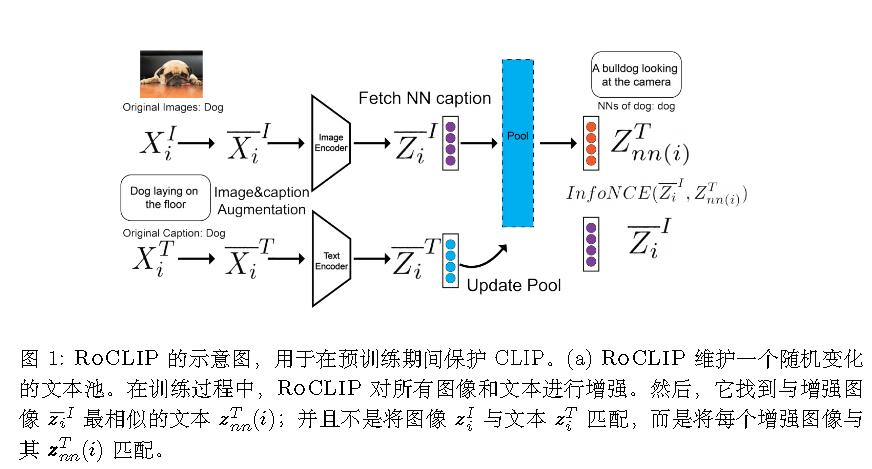 A bulldog looking
at the camera
Original Images: Dog
Fetch NN caption
NNs of dog: dog
$X_i^I$ $\overline{X_i}^I$ Image
Encoder $\overline{Z_i}^I$ Pool $Z_{nn(i)}^T$
Dog laying on
the floor
Image&caption
Augmentation
$InfoNCE(\overline{Z_i}^I, Z_{nn(i)}^T)$
Original Caption: Dog
$X_i^T$ $\overline{X_i}^T$ Text
Encoder $\overline{Z_i}^T$ $\overline{Z_i}^I$
Update Pool
图 1: RoCLIP 的示意图，用于在预训练期间保护 CLIP。(a) RoCLIP 维护一个随机变化
的文本池。在训练过程中，RoCLIP 对所有图像和文本进行增强。然后，它找到与增强图
像 $\overline{z}_i^I$ 最相似的文本 $z_{nn}^T(i)$；并且不是将图像 $z_i^I$ 与文本 $z_i^T$ 匹配，而是将每个增强图像与
其 $z_{nn}^T(i)$ 匹配。